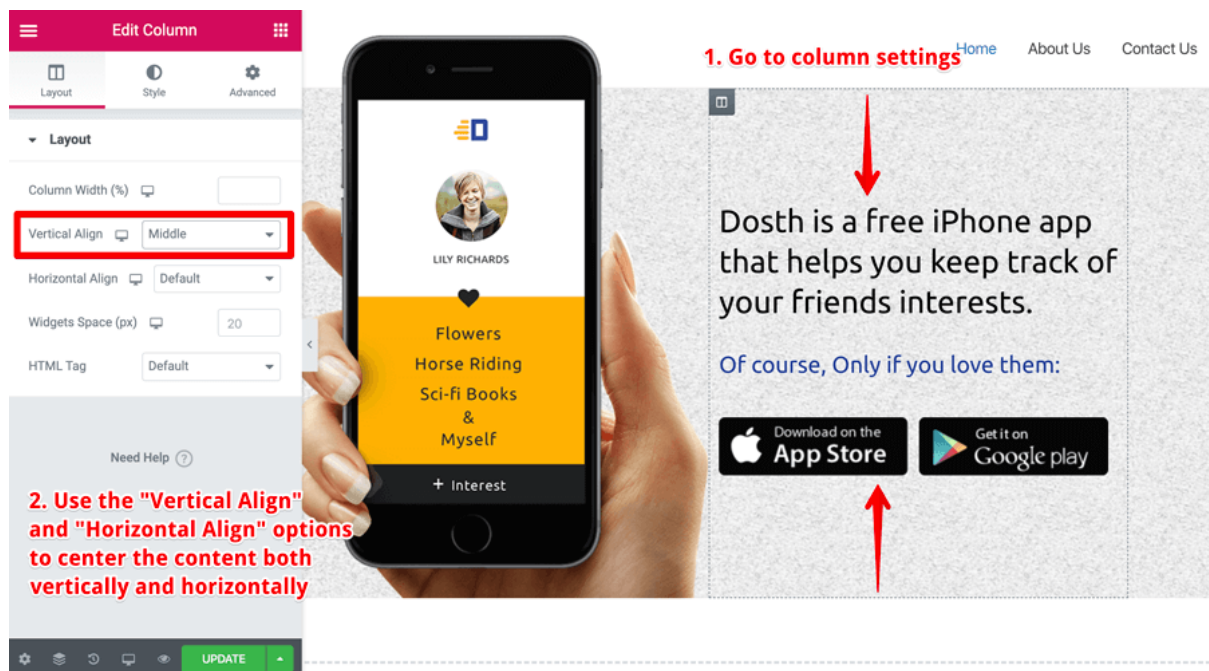 Edit Column
Layout
Style
Advanced
Layout
Column Width (%)
Vertical Align
Middle
Horizontal Align
Default
Widgets Space (px)
20
HTML Tag
Default
Need Help ?
2. Use the "Vertical Align"
and "Horizontal Align" options
to center the content both
vertically and horizontally
UPDATE
LILY RICHARDS
Flowers
Horse Riding
Sci-fi Books
&
Myself
+ Interest
1. Go to column settings
Home
About Us
Contact Us
Dosth is a free iPhone app
that helps you keep track of
your friends interests.
Of course, Only if you love them:
Download on the
App Store
Get it on
Google play